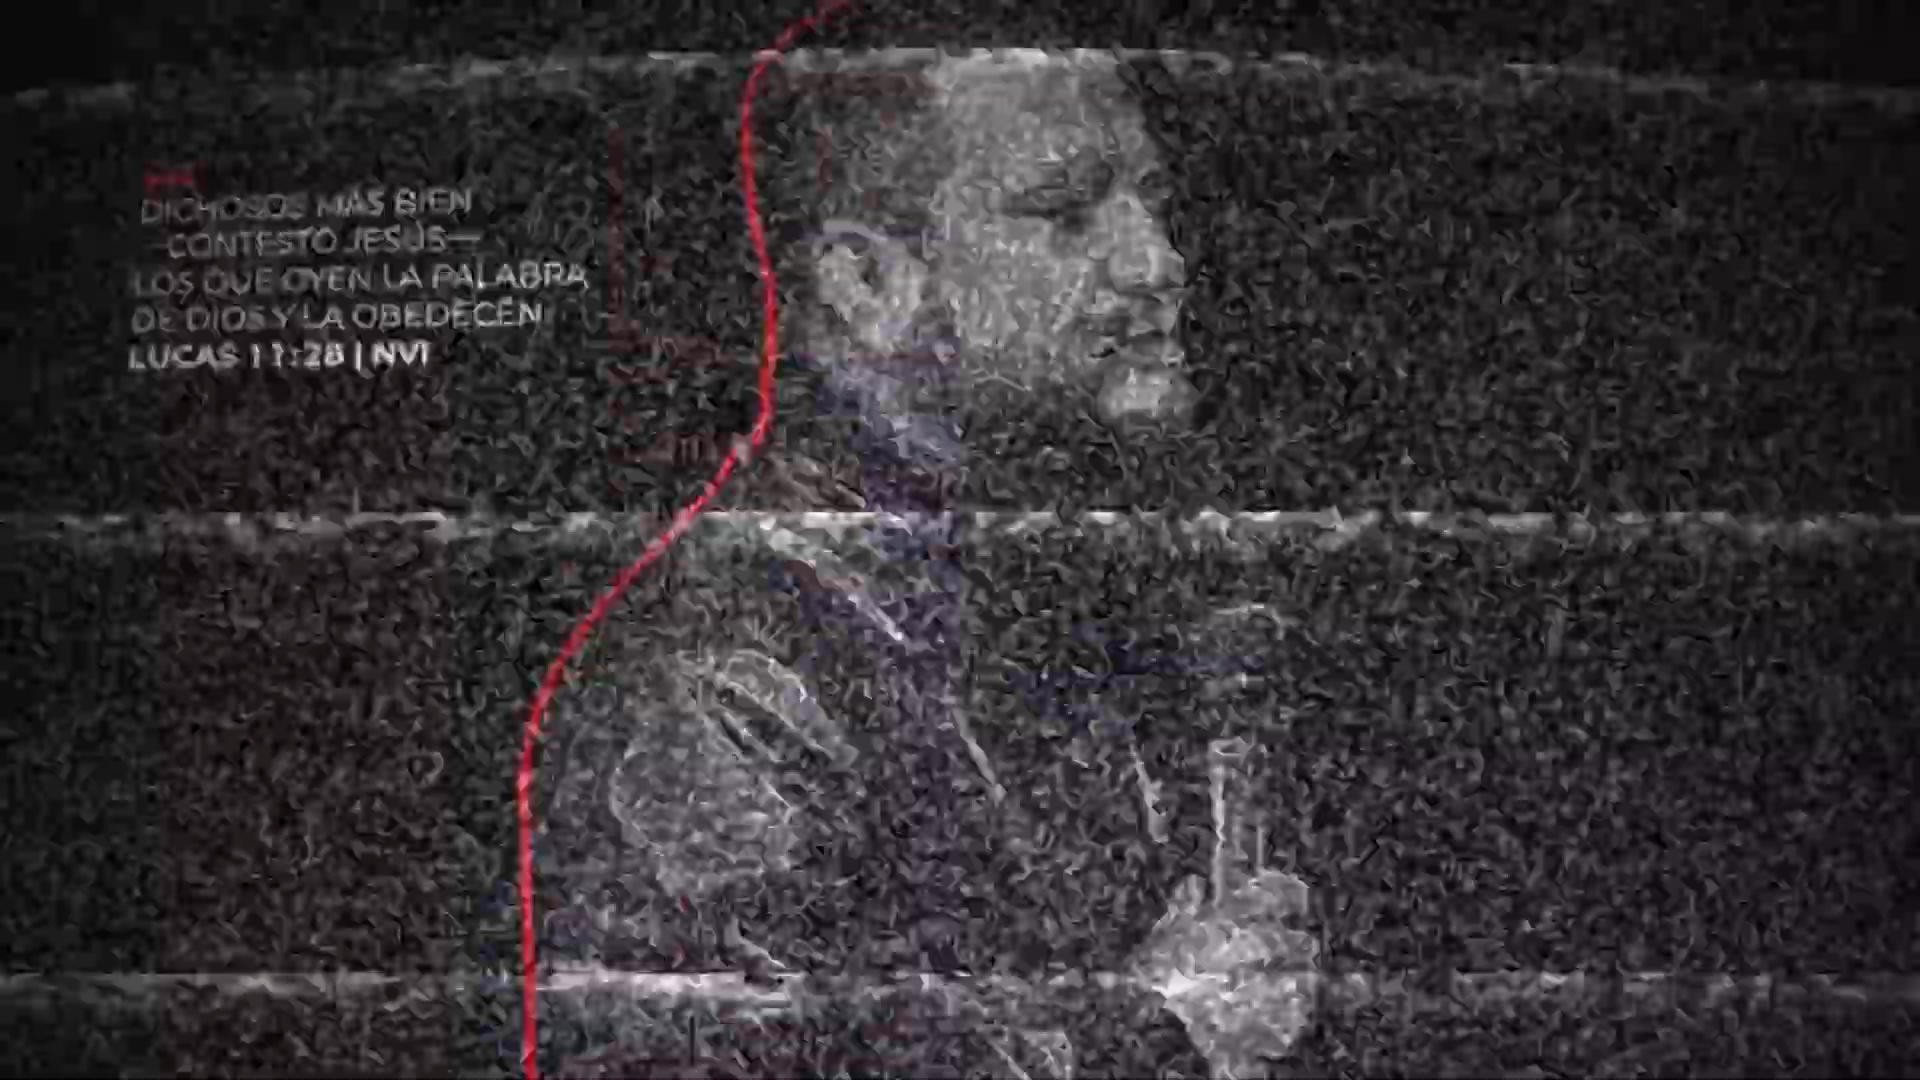 DICHOSOS MÁS BIEN
—CONTESTÓ JESÚS—
LOS QUE OYEN LA PALABRA
DE DIOS Y LA OBEDECEN
LUCAS 11:28 | NVI